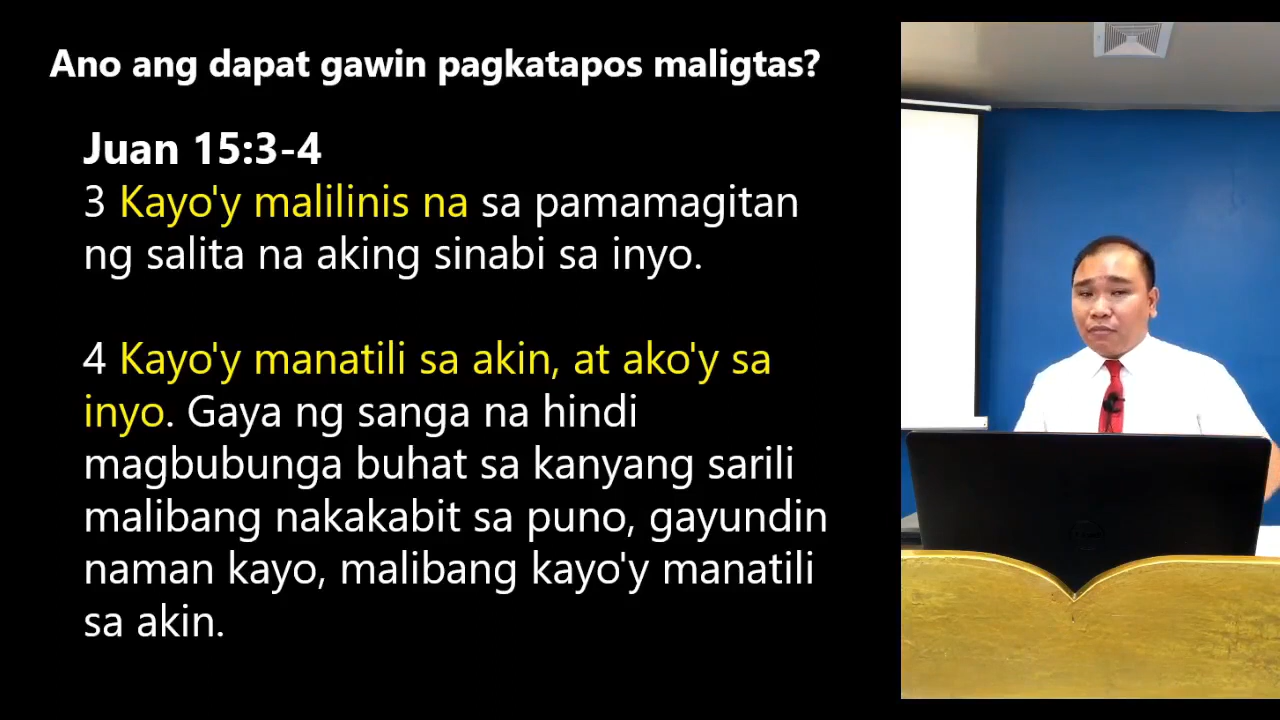 Ano ang dapat gawin pagkatapos maligtas?
Juan 15:3-4
3 Kayo'y malilinis na sa pamamagitan
ng salita na aking sinabi sa inyo.
4 Kayo'y manatili sa akin, at ako'y sa
inyo. Gaya ng sanga na hindi
magbubunga buhat sa kanyang sarili
malibang nakakabit sa puno, gayundin
naman kayo, malibang kayo'y manatili
sa akin.